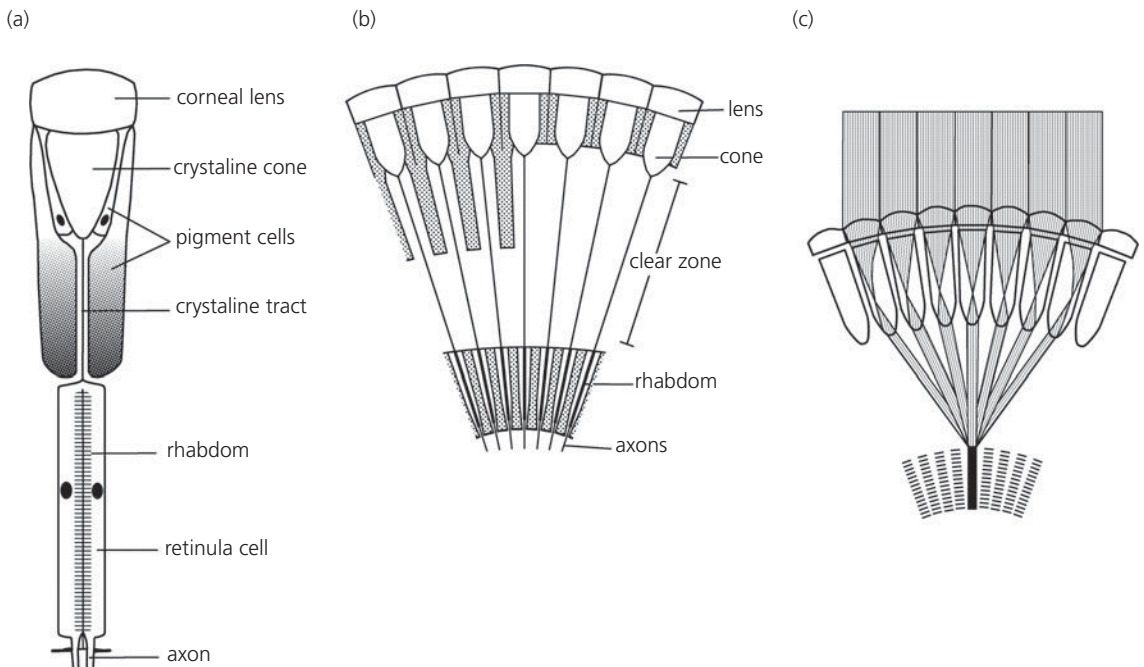 (a)
corneal lens
crystaline cone
pigment cells
crystaline tract
rhabdom
retinula cell
axon
(b)
lens
cone
clear zone
rhabdom
axons
(c)